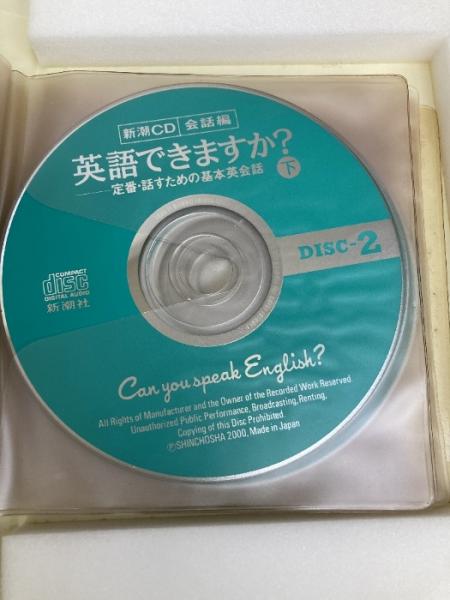 新潮CD 会話編
英語できますか?
定番・話すための基本英会話 下
DISC-2
COMPACT
disc
DIGITAL AUDIO
新潮社
Can you speak English?
All Rights of Manufacturer and the Owner of the Recorded Work Reserved
Unauthorized Public Performance, Broadcasting, Renting,
Copying of this Disc Prohibited.
ⓅSHINCHOSHA 2000, Made in Japan